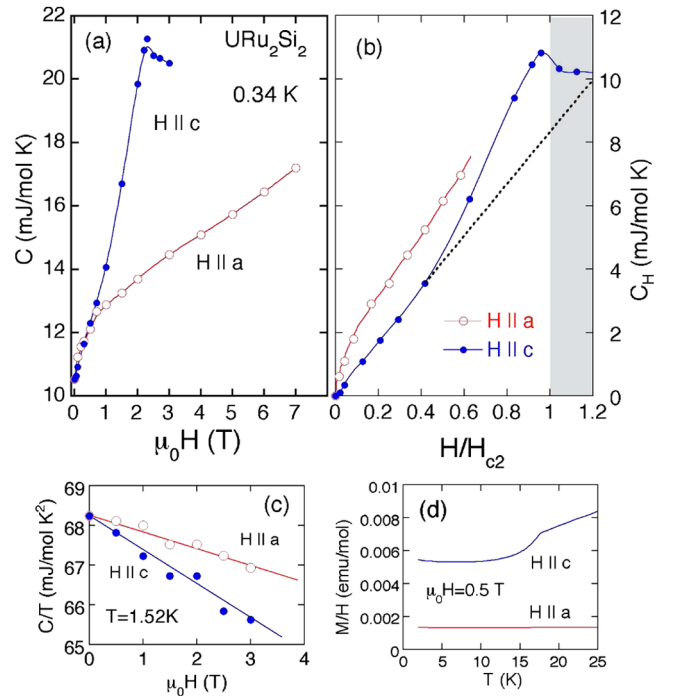 (a)
URu₂Si₂
0.34 K
H || c
H || a
22
20
18
16
14
12
10
C (mJ/mol K)
0 1 2 3 4 5 6 7
μ₀H (T)
(b)
H || a
H || c
12
10
8
6
4
2
0
C_H (mJ/mol K)
0 0.2 0.4 0.6 0.8 1 1.2
H/H_c2
(c)
H || a
H || c
T=1.52K
69
68
67
66
65
C/T (mJ/mol K²)
0 1 2 3 4
μ₀H (T)
(d)
H || c
μ₀H=0.5 T
H || a
0.01
0.008
0.006
0.004
0.002
0
M/H (emu/mol)
0 5 10 15 20 25
T (K)